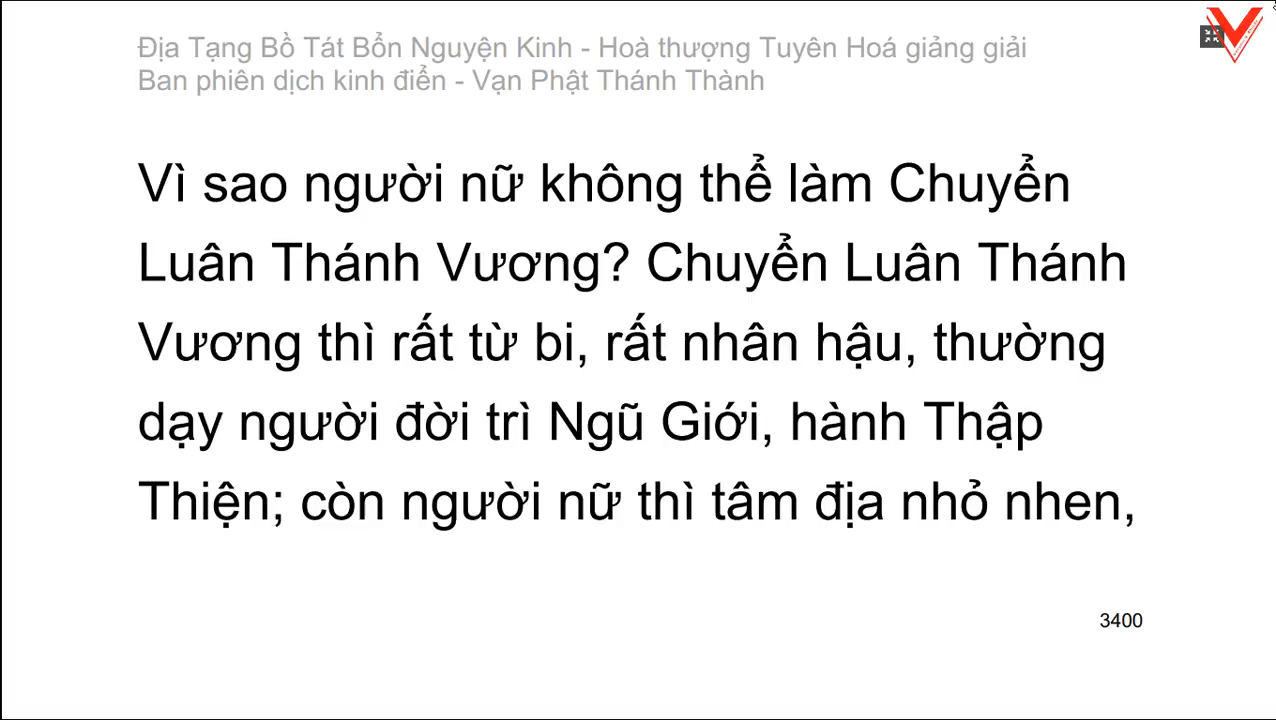 Địa Tạng Bồ Tát Bổn Nguyện Kinh - Hoà thượng Tuyên Hoá giảng giải
Ban phiên dịch kinh điển - Vạn Phật Thánh Thành
Vì sao người nữ không thể làm Chuyển
Luân Thánh Vương? Chuyển Luân Thánh
Vương thì rất từ bi, rất nhân hậu, thường
dạy người đời trì Ngũ Giới, hành Thập
Thiện; còn người nữ thì tâm địa nhỏ nhen,
3400